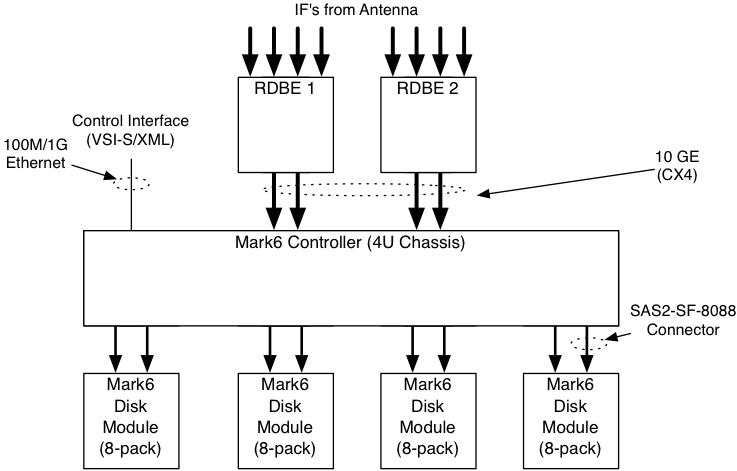 IF's from Antenna
RDBE 1
RDBE 2
Control Interface
(VSI-S/XML)
100M/1G
Ethernet
10 GE
(CX4)
Mark6 Controller (4U Chassis)
SAS2-SF-8088
Connector
Mark6
Disk
Module
(8-pack)
Mark6
Disk
Module
(8-pack)
Mark6
Disk
Module
(8-pack)
Mark6
Disk
Module
(8-pack)